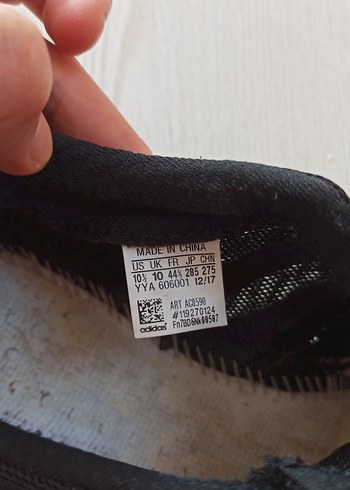 MADE IN CHINA
US UK FR JP CHN
10½ 10 44⅔ 285 275
YYA 606001 12/17
ART AC8590
#119270124
adidas